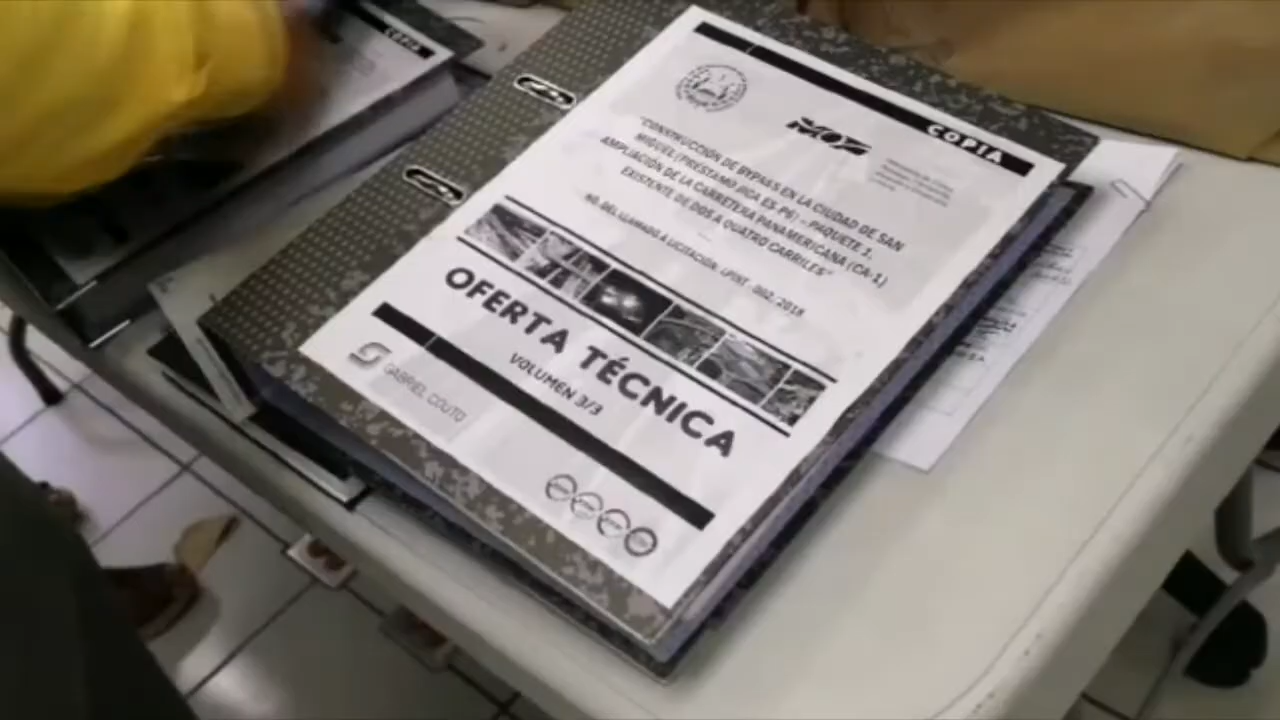 COPIA
COPIA
"CONSTRUCCIÓN DE BYPASS EN LA CIUDAD DE SAN
MIGUEL (PRÉSTAMO JICA ES-P6) – PAQUETE 1,
AMPLIACIÓN DE LA CARRETERA PANAMERICANA (CA-1)
EXISTENTE DE DOS A CUATRO CARRILES"
NO. DEL LLAMADO A LICITACIÓN: LPINT - 002/2018
OFERTA TÉCNICA
VOLUMEN 3/3
GABRIEL COUTO